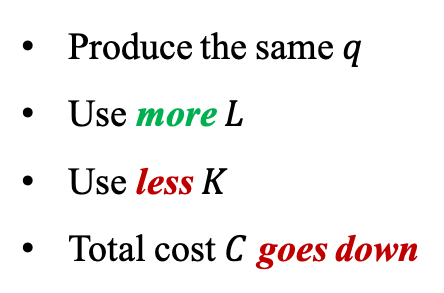 • Produce the same q
• Use more L
• Use less K
• Total cost C goes down